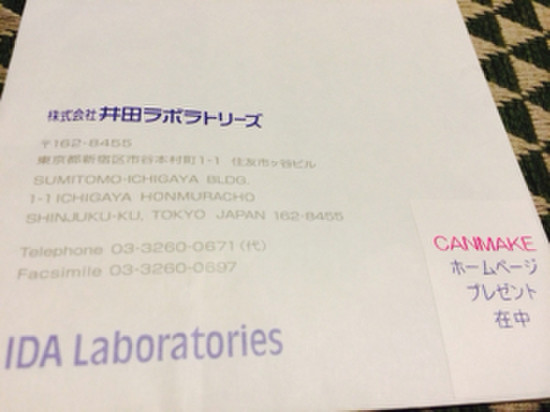 株式会社 井田ラボラトリーズ
〒162-8455
東京都新宿区市谷本村町1-1 住友市ヶ谷ビル
SUMITOMO-ICHIGAYA BLDG.
1-1 ICHIGAYA HONMURACHO
SHINJUKU-KU, TOKYO JAPAN 162-8455
Telephone 03-3260-0671(代)
Facsimile 03-3260-0697
IDA Laboratories
CANMAKE
ホームページ
プレゼント
在中